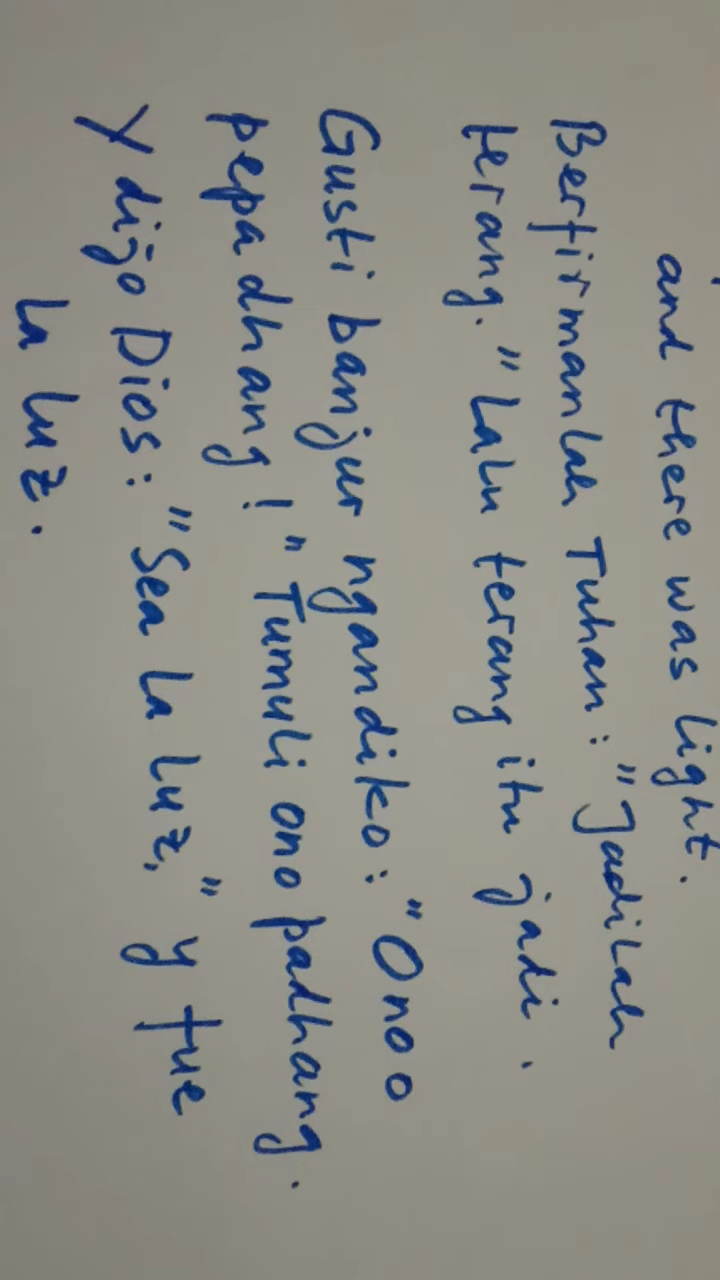 and there was light.
Berfirmanlah Tuhan: "Jadilah
terang." Lalu terang itu jadi.
Gusti banjur ngandiko: "Onoo
pepadhang!" Tumuli ono padhang.
Y dijo Dios: "Sea la luz," y fue
la luz.